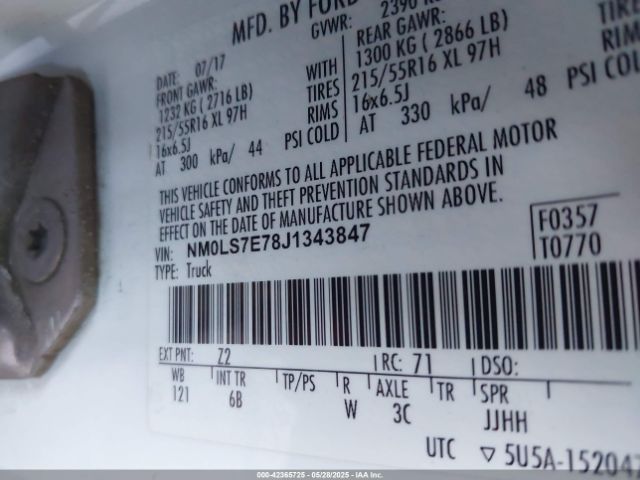 MFD. BY FORD
DATE: 07/17
GVWR:
FRONT GAWR:
1232 KG ( 2716 LB)
WITH
215/55R16 XL 97H
TIRES
16x6.5J
RIMS
AT 300 kPa/ 44 PSI COLD
REAR GAWR:
1300 KG ( 2866 LB)
215/55R16 XL 97H
16x6.5J
AT 330 kPa/ 48 PSI COLD
TIRES
RIMS
THIS VEHICLE CONFORMS TO ALL APPLICABLE FEDERAL MOTOR
VEHICLE SAFETY AND THEFT PREVENTION STANDARDS IN
EFFECT ON THE DATE OF MANUFACTURE SHOWN ABOVE.
VIN: NM0LS7E78J1343847
TYPE: Truck
F0357
T0770
EXT PNT: Z2 RC: 71 DSO:
WB INT TR TP/PS R AXLE TR SPR
121 6B W 3C JJHH
UTC ▽ 5U5A-152047
00-42365725 - 05/28/2025 - IAA Inc.